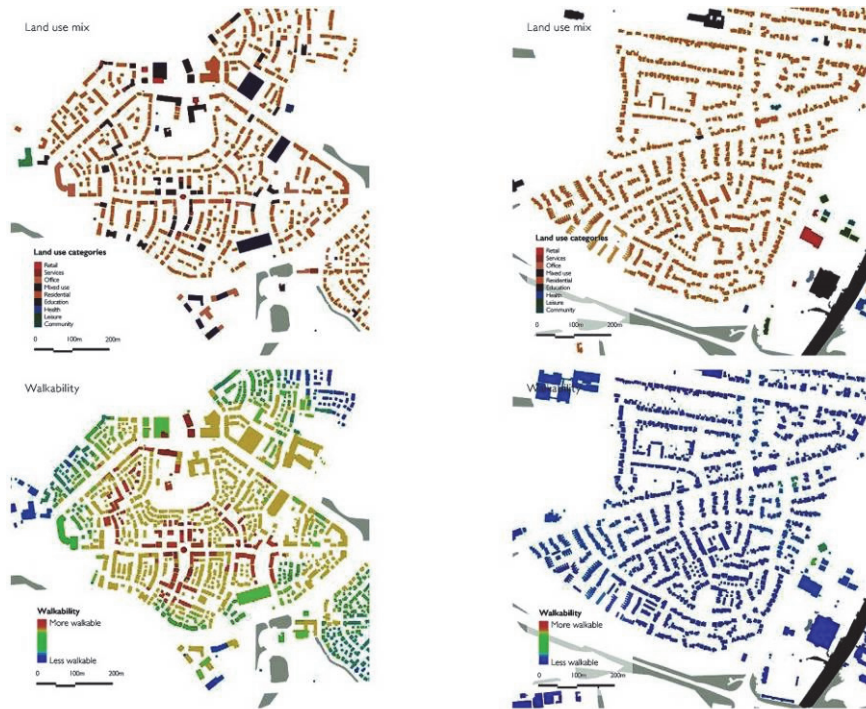 Land use mix
Land use categories
Retail
Services
Office
Mixed use
Residential
Education
Health
Leisure
Community
0 100m 200m
Land use mix
Land use categories
Retail
Services
Office
Mixed use
Residential
Education
Health
Leisure
Community
0 100m 200m
Walkability
Walkability
More walkable
Less walkable
0 100m 200m
Walkability
Walkability
More walkable
Less walkable
0 100m 200m